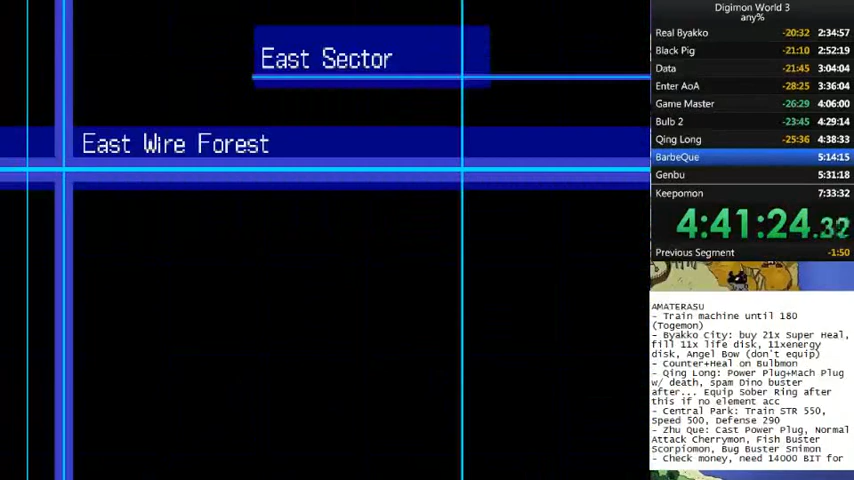 East Sector
East Wire Forest
Digimon World 3
any%
Real Byakko -20:32 2:34:57
Black Pig -21:10 2:52:19
Data -21:45 3:04:04
Enter AoA -28:25 3:36:04
Game Master -26:29 4:06:00
Bulb 2 -23:45 4:29:14
Qing Long -25:36 4:38:33
BarbeQue 5:14:15
Genbu 5:31:18
Keepomon 7:33:32
4:41:24.32
Previous Segment -1:50
AMATERASU
- Train machine until 180
(Togemon)
- Byakko City: buy 21x Super Heal,
fill 11x life disk, 11xenergy
disk, Angel Bow (don't equip)
- Counter+Heal on Bulbmon
- Qing Long: Power Plug+Mach Plug
w/ death, spam Dino buster
after... Equip Sober Ring after
this if no element acc
- Central Park: Train STR 550,
Speed 500, Defense 290
- Zhu Que: Cast Power Plug, Normal
Attack Cherrymon, Fish Buster
Scorpiomon, Bug Buster Snimon
- Check money, need 14000 BIT for